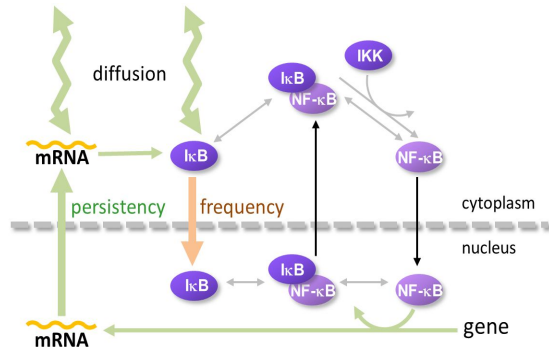 diffusion
IKK
IκB
NF-κB
mRNA
IκB
NF-κB
persistency
frequency
cytoplasm
nucleus
IκB
IκB
NF-κB
NF-κB
mRNA
gene